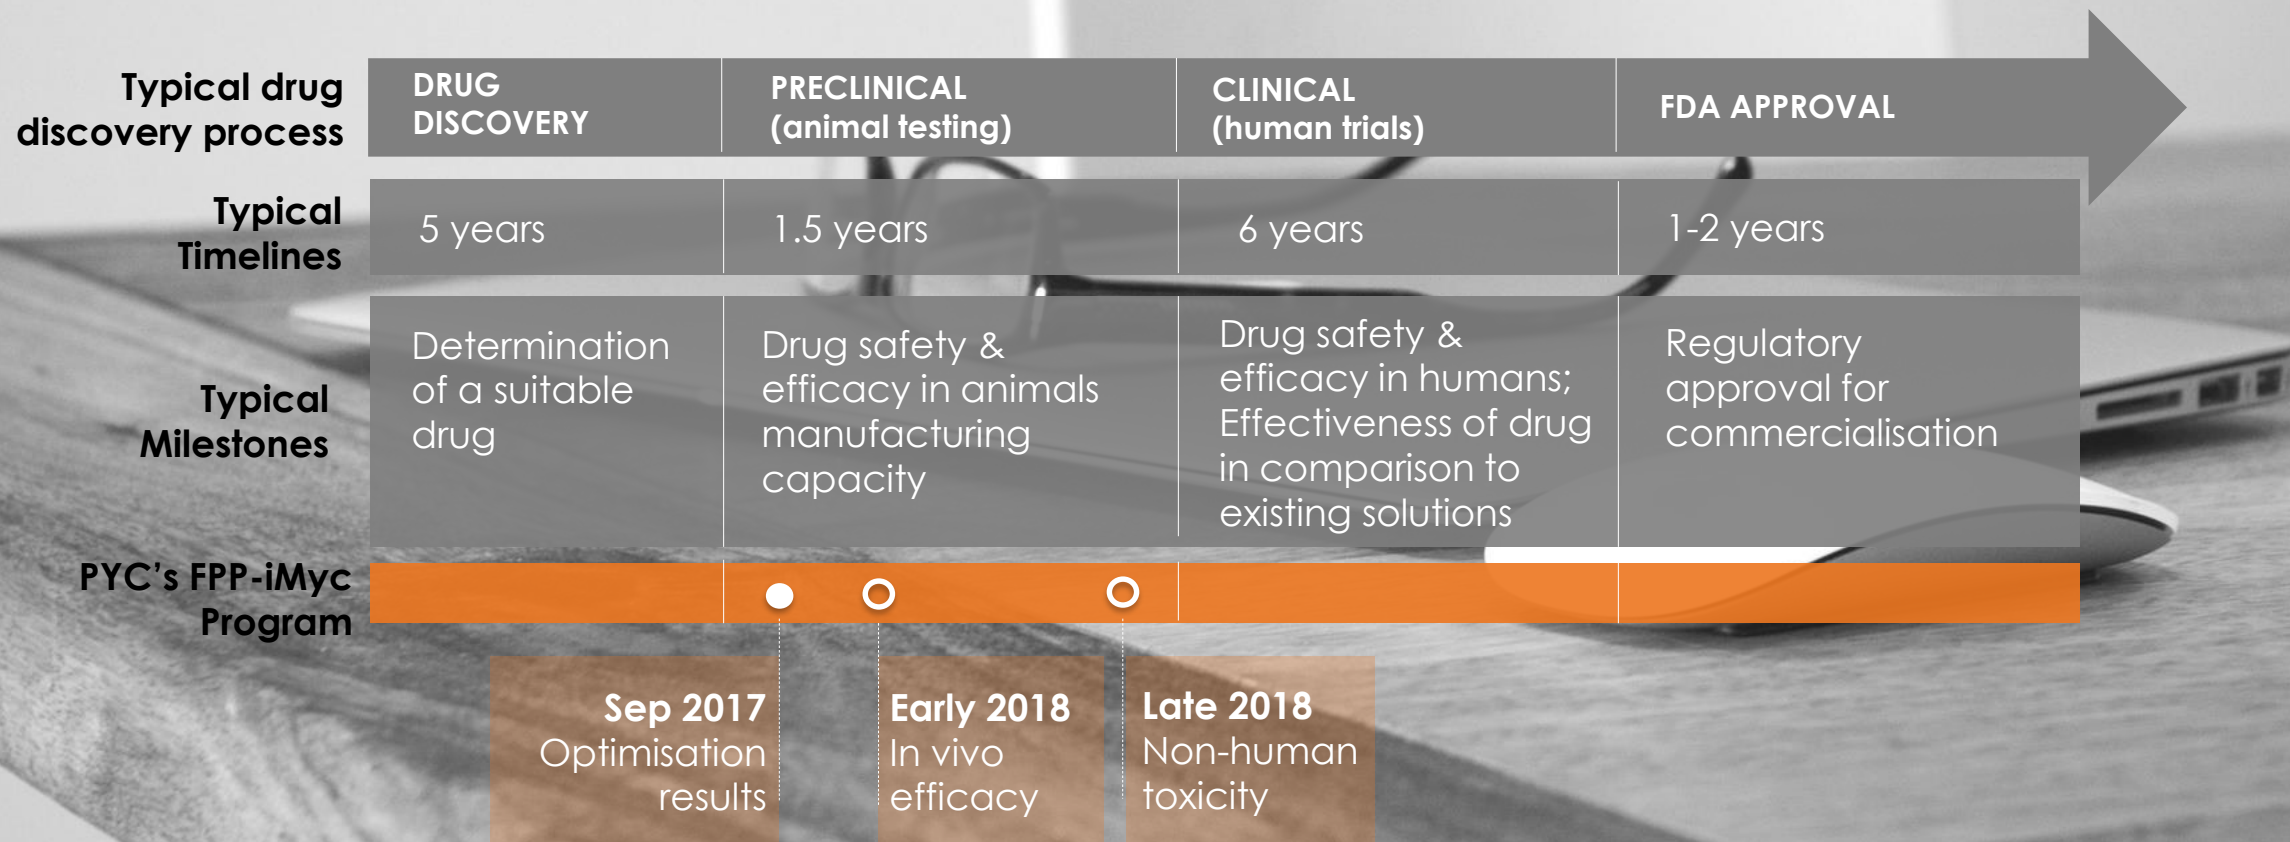 Typical drug
discovery process
DRUG
DISCOVERY
PRECLINICAL
(animal testing)
CLINICAL
(human trials)
FDA APPROVAL
Typical
Timelines
5 years
1.5 years
6 years
1-2 years
Typical
Milestones
Determination
of a suitable
drug
Drug safety &
efficacy in animals
manufacturing
capacity
Drug safety &
efficacy in humans;
Effectiveness of drug
in comparison to
existing solutions
Regulatory
approval for
commercialisation
PYC's FPP-iMyc
Program
Sep 2017
Optimisation
results
Early 2018
In vivo
efficacy
Late 2018
Non-human
toxicity